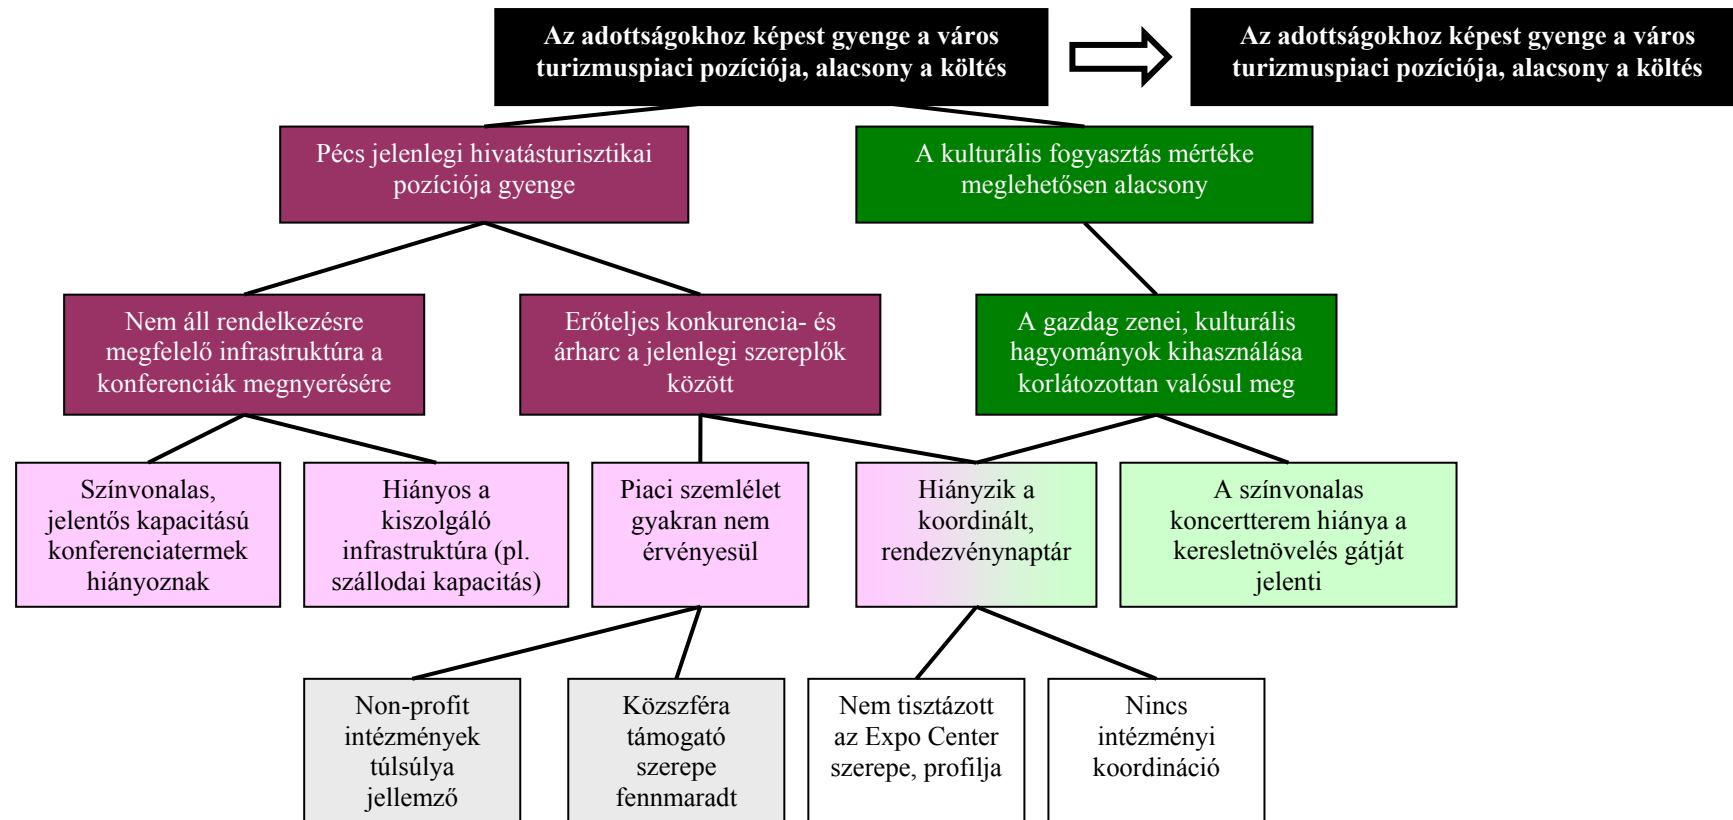 Az adottságokhoz képest gyenge a város
turizmuspiaci pozíciója, alacsony a költés
Az adottságokhoz képest gyenge a város
turizmuspiaci pozíciója, alacsony a költés
Pécs jelenlegi hivatásturisztikai
pozíciója gyenge
A kulturális fogyasztás mértéke
meglehetősen alacsony
Nem áll rendelkezésre
megfelelő infrastruktúra a
konferenciák megnyerésére
Erőteljes konkurencia- és
árharc a jelenlegi szereplők
között
A gazdag zenei, kulturális
hagyományok kihasználása
korlátozottan valósul meg
Színvonalas,
jelentős kapacitású
konferenciatermek
hiányoznak
Hiányos a
kiszolgáló
infrastruktúra (pl.
szállodai kapacitás)
Piaci szemlélet
gyakran nem
érvényesül
Hiányzik a
koordinált,
rendezvénynaptár
A színvonalas
koncertterem hiánya a
keresletnövelés gátját
jelenti
Non-profit
intézmények
túlsúlya
jellemző
Közszféra
támogató
szerepe
fennmaradt
Nem tisztázott
az Expo Center
szerepe, profilja
Nincs
intézményi
koordináció